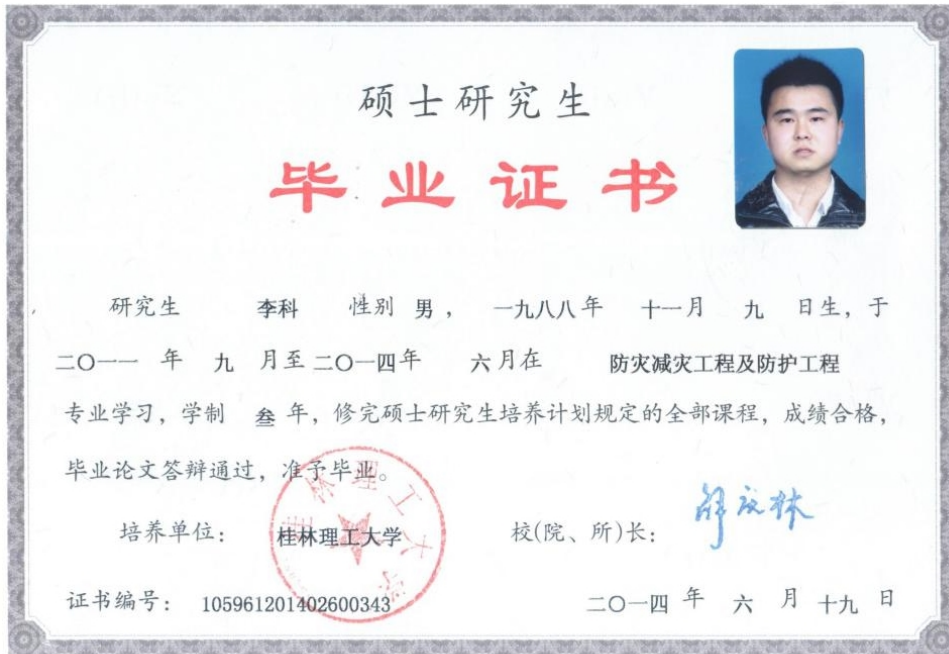 硕士研究生
毕业证书
研究生 李科 性别 男， 一九八八年 十一月 九 日生，于
二〇一一 年 九 月至二〇一四年 六月在 防灾减灾工程及防护工程
专业学习，学制 叁 年，修完硕士研究生培养计划规定的全部课程，成绩合格，
毕业论文答辩通过，准予毕业。
培养单位： 桂林理工大学 校(院、所)长：
桂林理工大学
证书编号： 105961201402600343 二〇一四 年 六 月 十九 日